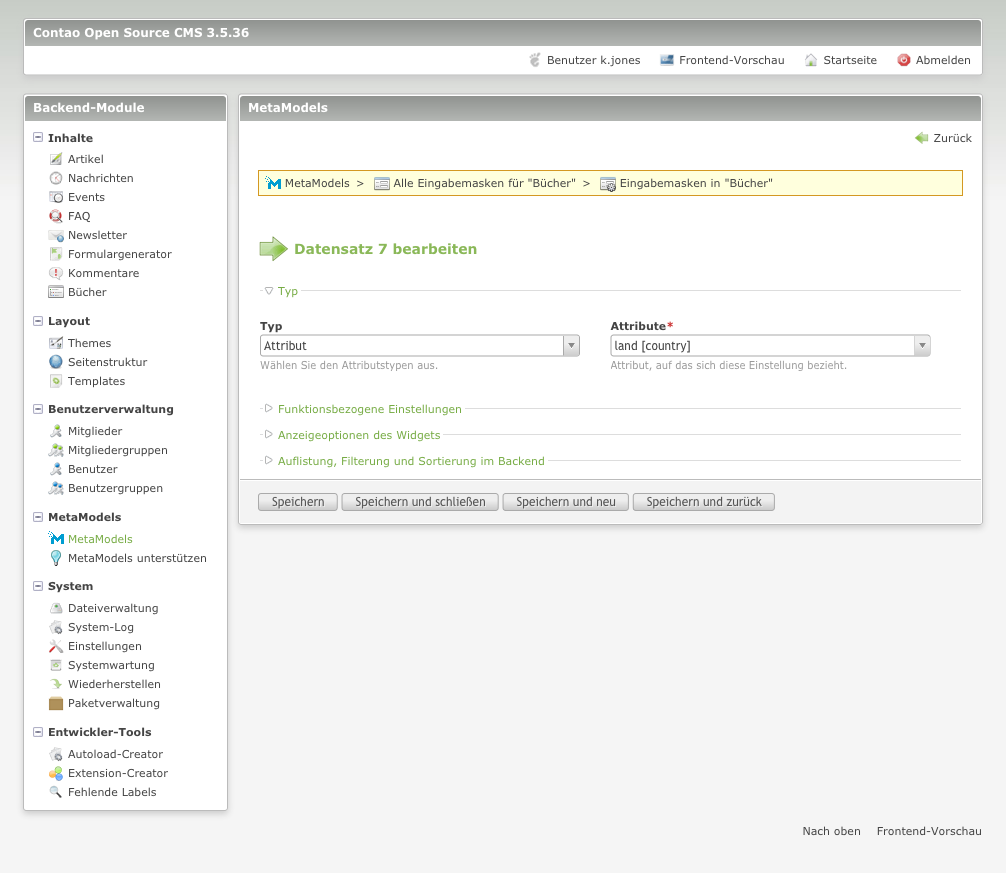 Contao Open Source CMS 3.5.36
Benutzer k.jones Frontend-Vorschau Startseite Abmelden
Backend-Module
Inhalte
Artikel
Nachrichten
Events
FAQ
Newsletter
Formulargenerator
Kommentare
Bücher
Layout
Themes
Seitenstruktur
Templates
Benutzerverwaltung
Mitglieder
Mitgliedergruppen
Benutzer
Benutzergruppen
MetaModels
MetaModels
MetaModels unterstützen
System
Dateiverwaltung
System-Log
Einstellungen
Systemwartung
Wiederherstellen
Paketverwaltung
Entwickler-Tools
Autoload-Creator
Extension-Creator
Fehlende Labels
MetaModels
Zurück
MetaModels > Alle Eingabemasken für "Bücher" > Eingabemasken in "Bücher"
Datensatz 7 bearbeiten
Typ
Typ Attribute*
Attribut land [country]
Wählen Sie den Attributstypen aus. Attribut, auf das sich diese Einstellung bezieht.
Funktionsbezogene Einstellungen
Anzeigeoptionen des Widgets
Auflistung, Filterung und Sortierung im Backend
Speichern Speichern und schließen Speichern und neu Speichern und zurück
Nach oben Frontend-Vorschau